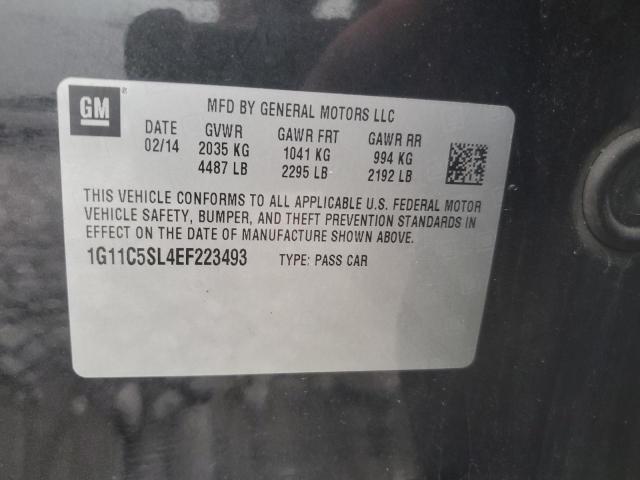 GM
MFD BY GENERAL MOTORS LLC
DATE GVWR GAWR FRT GAWR RR
02/14 2035 KG 1041 KG 994 KG
4487 LB 2295 LB 2192 LB
THIS VEHICLE CONFORMS TO ALL APPLICABLE U.S. FEDERAL MOTOR
VEHICLE SAFETY, BUMPER, AND THEFT PREVENTION STANDARDS IN
EFFECT ON THE DATE OF MANUFACTURE SHOWN ABOVE.
1G11C5SL4EF223493 TYPE: PASS CAR